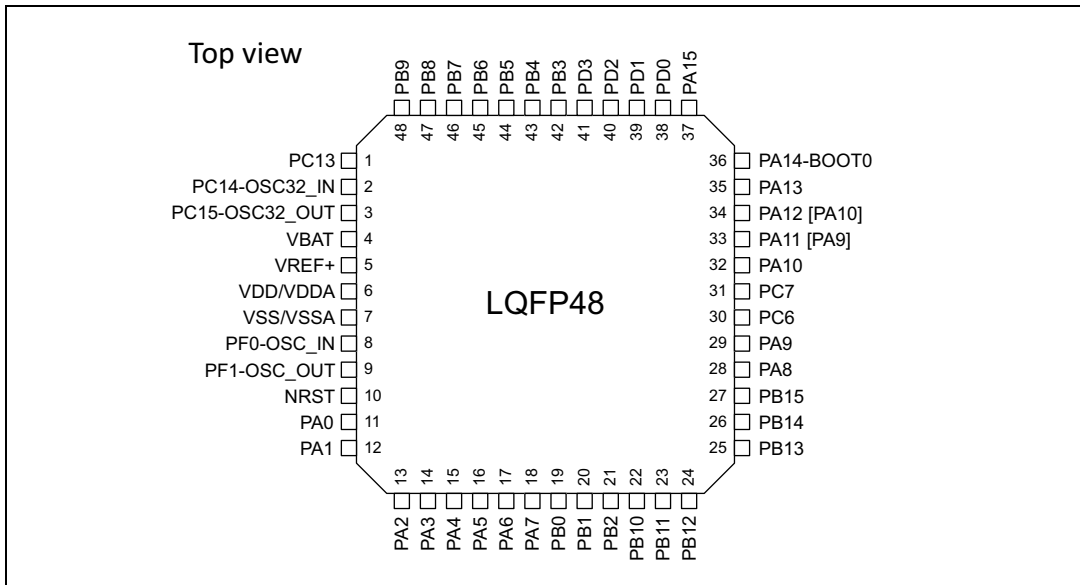 Top view
PB9
PB8
PB7
PB6
PB5
PB4
PB3
PD3
PD2
PD1
PD0
PA15
48
47
46
45
44
43
42
41
40
39
38
37
PC13 1
PC14-OSC32_IN 2
PC15-OSC32_OUT 3
VBAT 4
VREF+ 5
VDD/VDDA 6
VSS/VSSA 7
PF0-OSC_IN 8
PF1-OSC_OUT 9
NRST 10
PA0 11
PA1 12
LQFP48
36 PA14-BOOT0
35 PA13
34 PA12 [PA10]
33 PA11 [PA9]
32 PA10
31 PC7
30 PC6
29 PA9
28 PA8
27 PB15
26 PB14
25 PB13
13
14
15
16
17
18
19
20
21
22
23
24
PA2
PA3
PA4
PA5
PA6
PA7
PB0
PB1
PB2
PB10
PB11
PB12